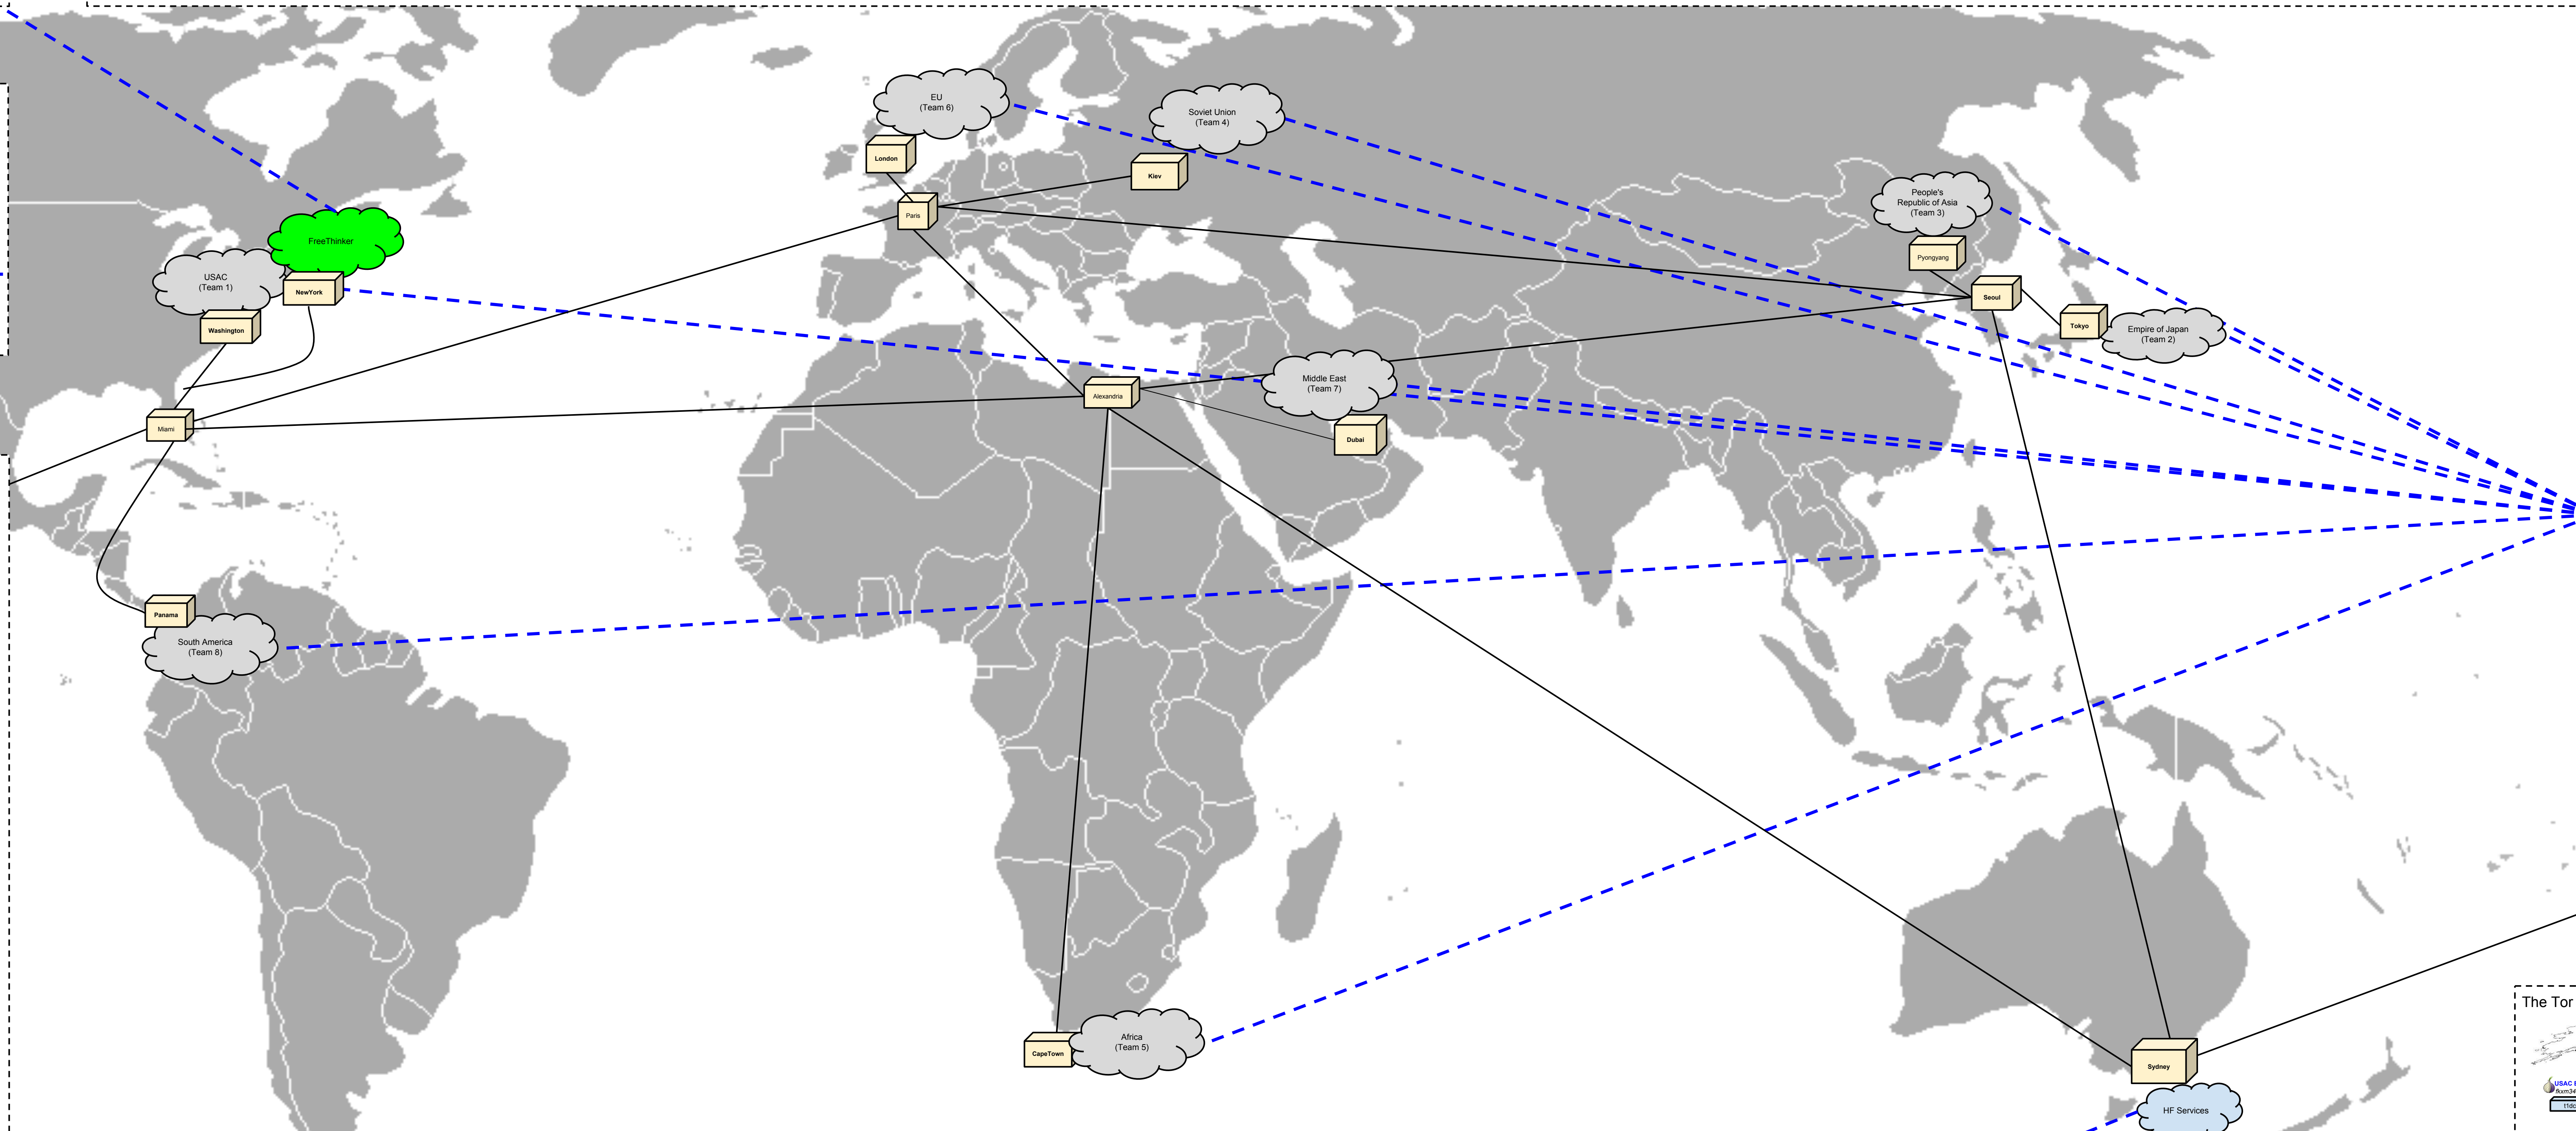 EU
(Team 6)
Soviet Union
(Team 4)
London
Kiev
People's
Republic of Asia
(Team 3)
Paris
FreeThinker
Pyongyang
USAC
(Team 1)
NewYork
Seoul
Washington
Tokyo
Empire of Japan
(Team 2)
Middle East
(Team 7)
Alexandria
Miami
Dubai
Panama
South America
(Team 8)
The Tor
Africa
(Team 5)
CapeTown
Sydney
USAC
HF Services